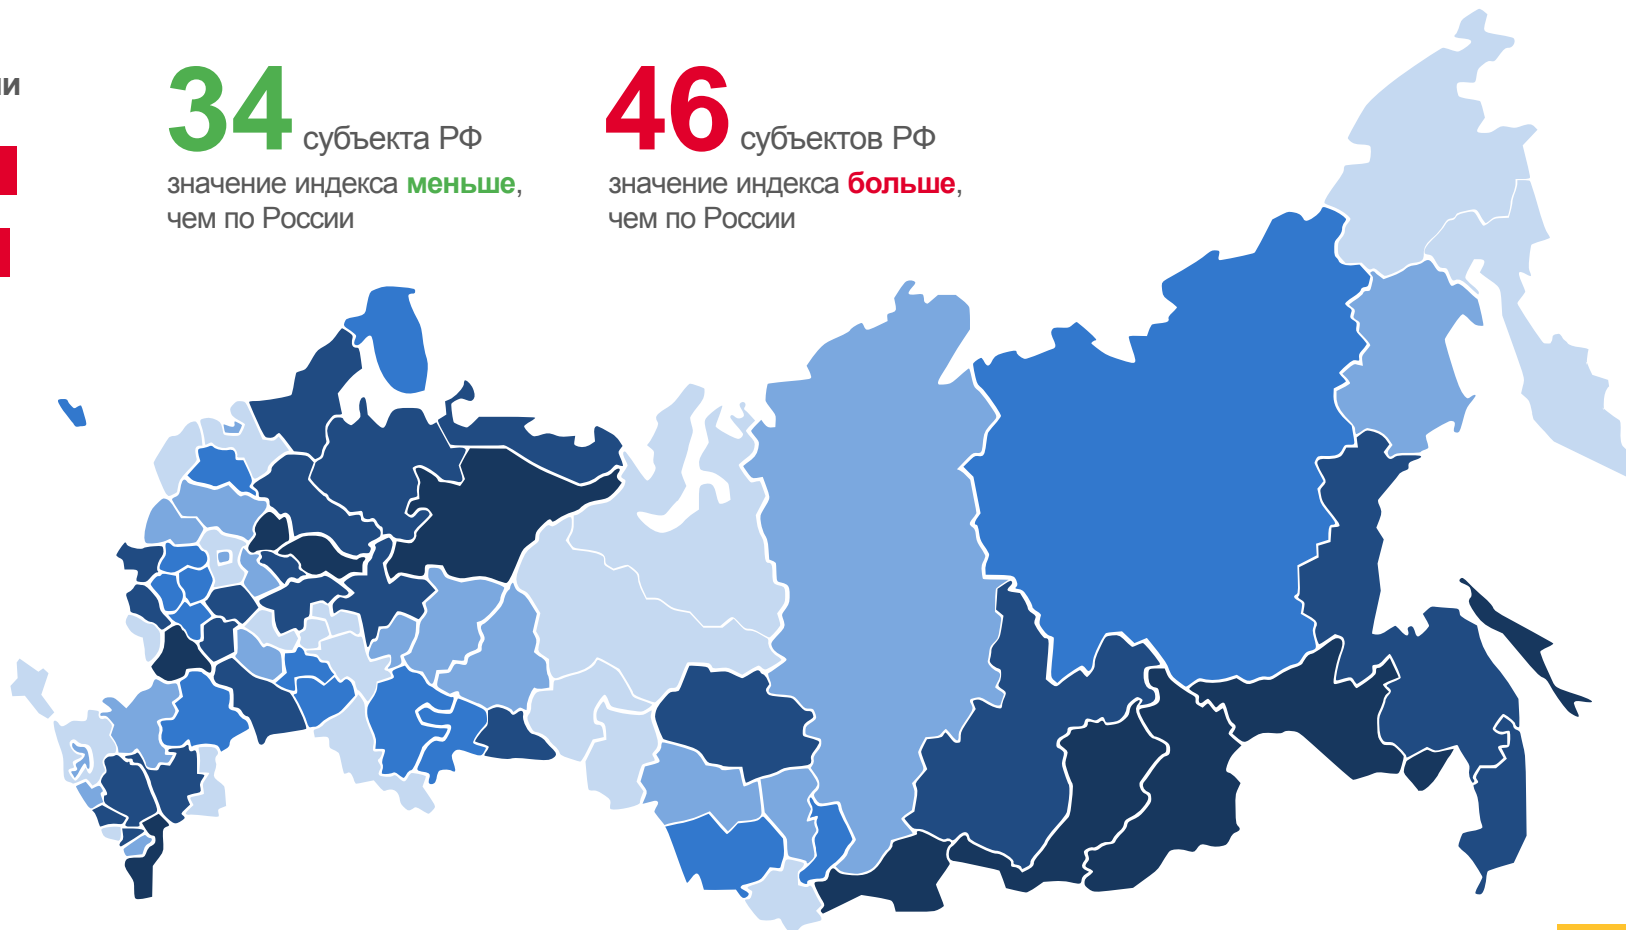 34 субъекта РФ
значение индекса меньше,
чем по России
46 субъектов РФ
значение индекса больше,
чем по России